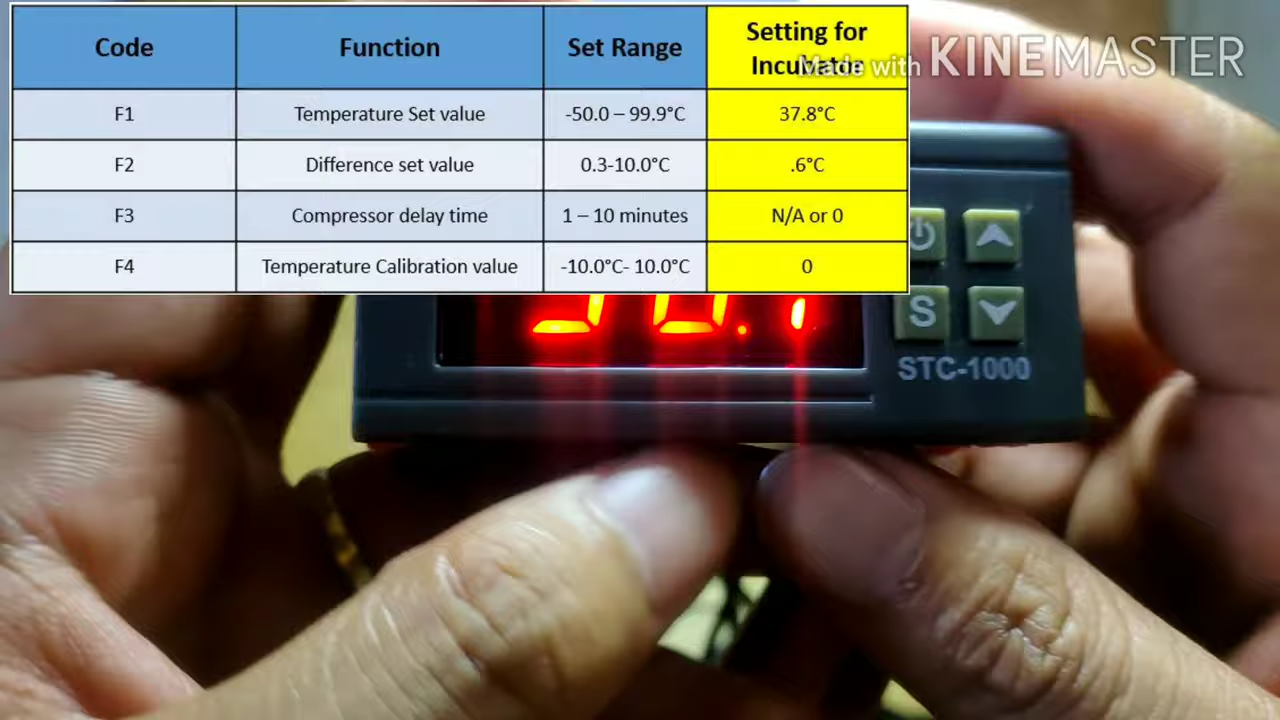 Code Function Set Range Setting for Incubator
Made with KINEMASTER
F1 Temperature Set value -50.0 – 99.9°C 37.8°C
F2 Difference set value 0.3-10.0°C .6°C
F3 Compressor delay time 1 – 10 minutes N/A or 0
F4 Temperature Calibration value -10.0°C- 10.0°C 0
S
STC-1000